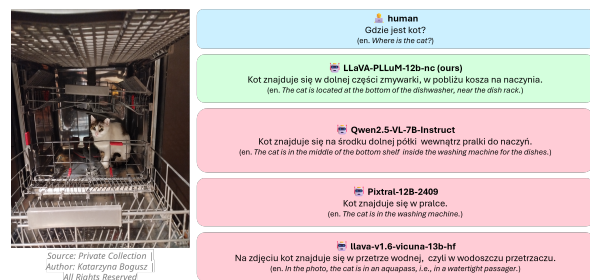 human
Gdzie jest kot?
(en. Where is the cat?)
LLaVA-PLLuM-12b-nc (ours)
Kot znajduje się w dolnej części zmywarki, w pobliżu kosza na naczynia.
(en. The cat is located at the bottom of the dishwasher, near the dish rack.)
Qwen2.5-VL-7B-Instruct
Kot znajduje się na środku dolnej półki wewnątrz pralki do naczyń.
(en. The cat is in the middle of the bottom shelf inside the washing machine for the dishes.)
Pixtral-12B-2409
Kot znajduje się w pralce.
(en. The cat is in the washing machine.)
llava-v1.6-vicuna-13b-hf
Na zdjęciu kot znajduje się w przetrze wodnej, czyli w wodoszczu przetrzaczu.
(en. In the photo, the cat is in an aquapass, i.e., in a watertight passager.)
Source: Private Collection ||
Author: Katarzyna Bogusz ||
All Rights Reserved